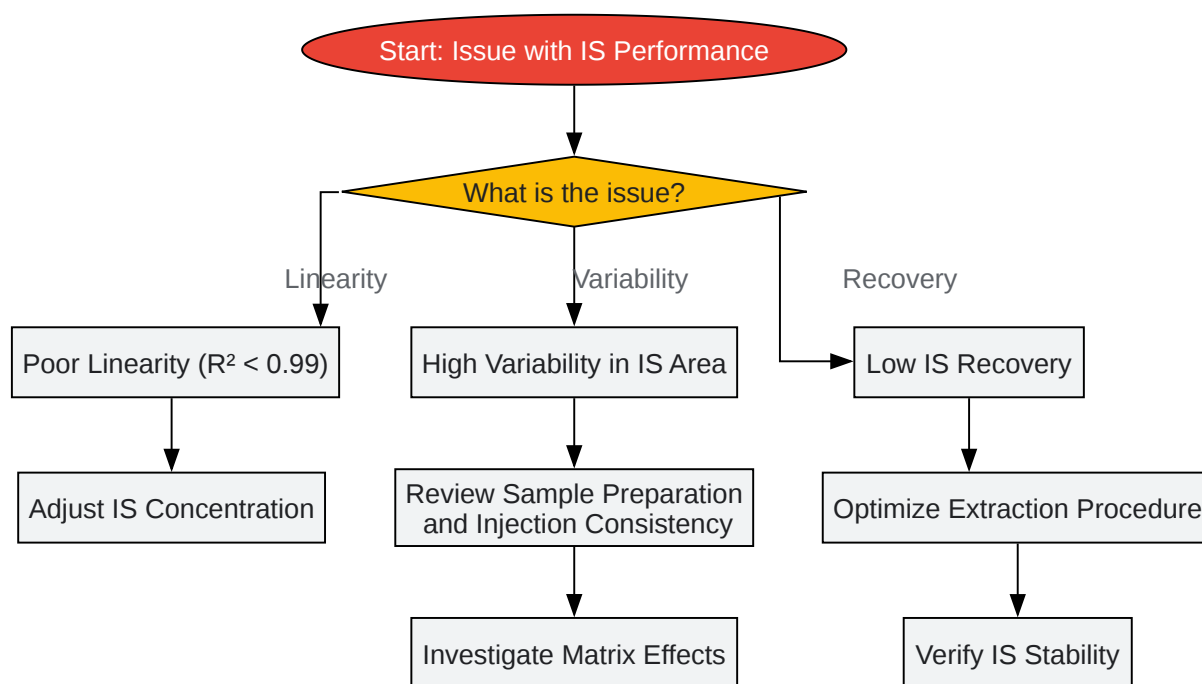 Start: Issue with IS Performance
What is the issue?
Linearity
Variability
Recovery
Poor Linearity (R² < 0.99)
High Variability in IS Area
Low IS Recovery
Adjust IS Concentration
Review Sample Preparation
and Injection Consistency
Optimize Extraction Procedure
Investigate Matrix Effects
Verify IS Stability